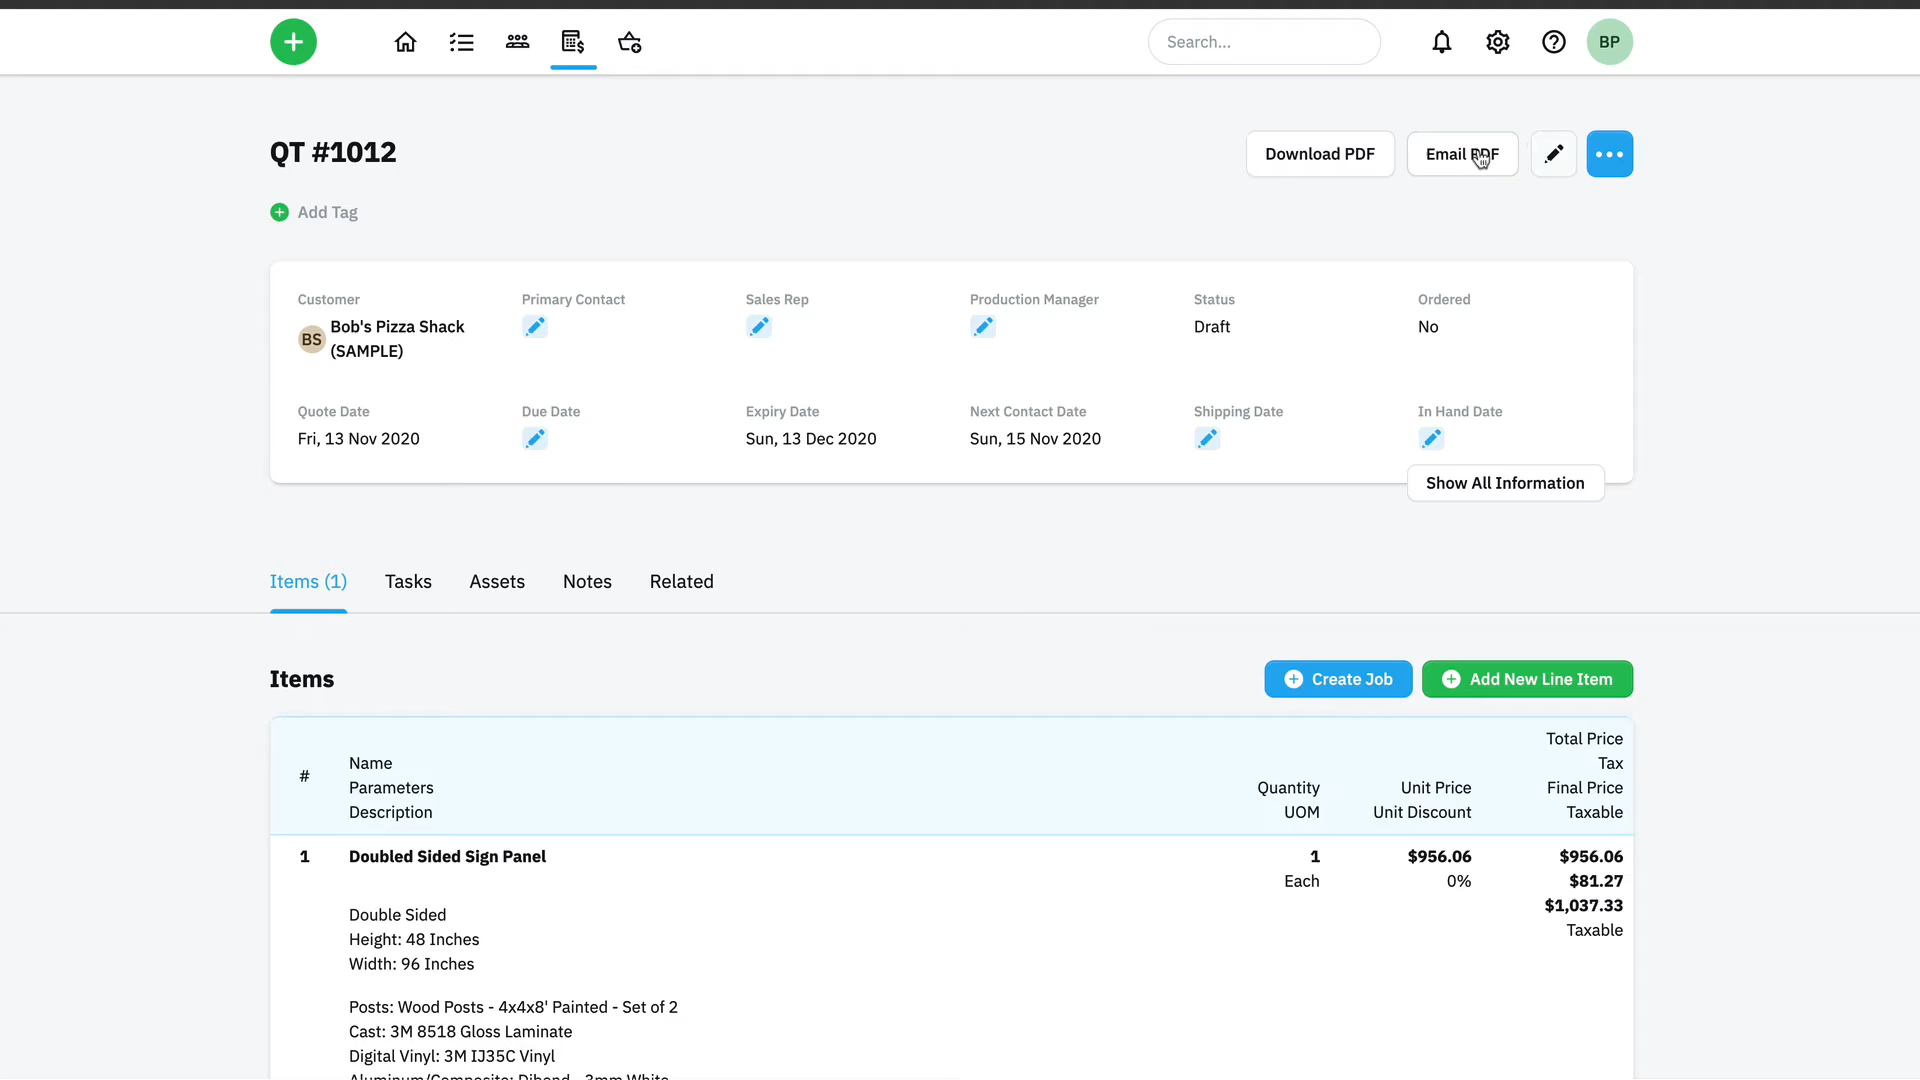 Search...
BP
QT #1012
Download PDF
Email PDF
Add Tag
Customer
Primary Contact
Sales Rep
Production Manager
Status
Ordered
BS
Bob's Pizza Shack
(SAMPLE)
Draft
No
Quote Date
Due Date
Expiry Date
Next Contact Date
Shipping Date
In Hand Date
Fri, 13 Nov 2020
Sun, 13 Dec 2020
Sun, 15 Nov 2020
Show All Information
Items (1)
Tasks
Assets
Notes
Related
Items
Create Job
Add New Line Item
#
Name
Parameters
Description
Quantity
UOM
Unit Price
Unit Discount
Total Price
Tax
Final Price
Taxable
1
Doubled Sided Sign Panel
1
Each
$956.06
0%
$956.06
$81.27
$1,037.33
Taxable
Double Sided
Height: 48 Inches
Width: 96 Inches
Posts: Wood Posts - 4x4x8' Painted - Set of 2
Cast: 3M 8518 Gloss Laminate
Digital Vinyl: 3M IJ35C Vinyl
Aluminum/Composite: Dibond - 3mm White